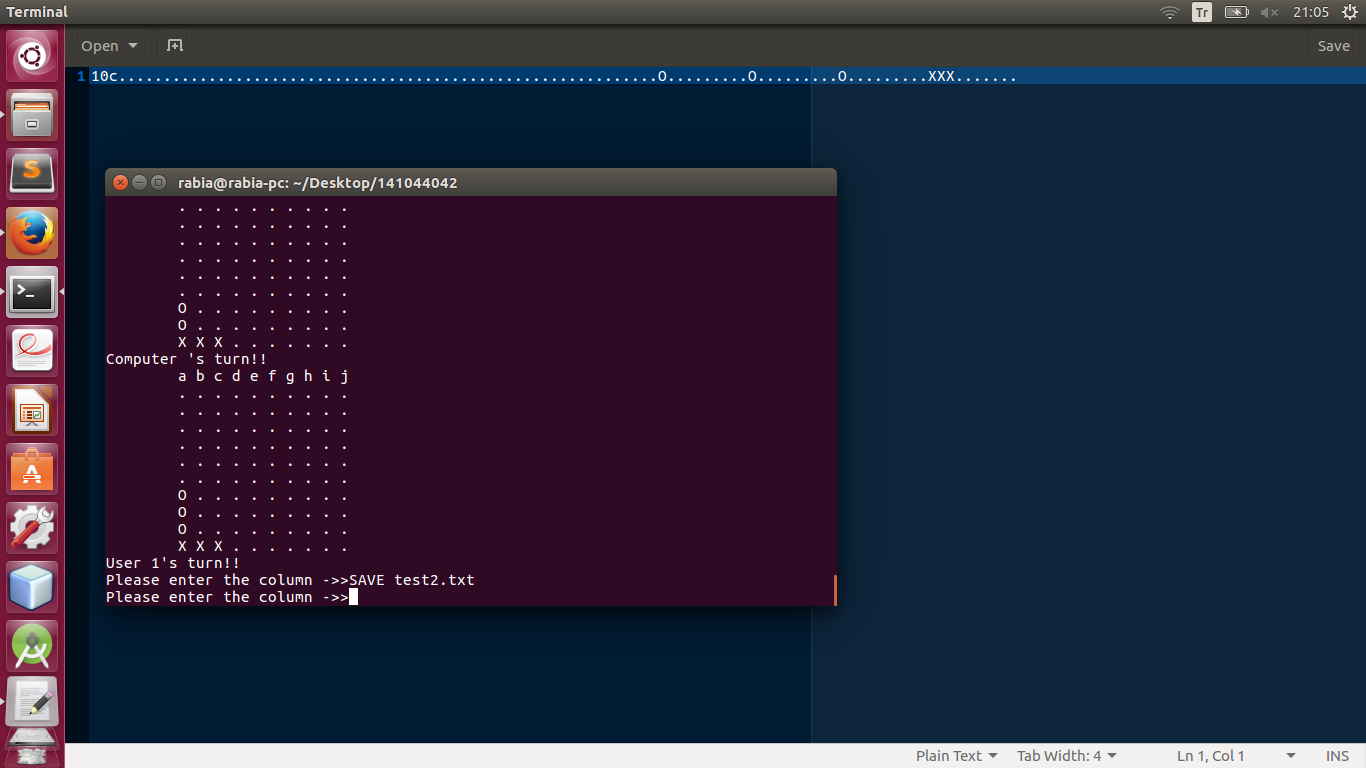 Terminal
Tr
21:05
Open
Save
1 10c............................................................O.........O.........O.........XXX.......
rabia@rabia-pc: ~/Desktop/141044042
. . . . . . . . . .
. . . . . . . . . .
. . . . . . . . . .
. . . . . . . . . .
. . . . . . . . . .
. . . . . . . . . .
O . . . . . . . . .
O . . . . . . . . .
X X X . . . . . . .
Computer 's turn!!
a b c d e f g h i j
. . . . . . . . . .
. . . . . . . . . .
. . . . . . . . . .
. . . . . . . . . .
. . . . . . . . . .
. . . . . . . . . .
O . . . . . . . . .
O . . . . . . . . .
O . . . . . . . . .
X X X . . . . . . .
User 1's turn!!
Please enter the column ->>SAVE test2.txt
Please enter the column ->>
Plain Text
Tab Width: 4
Ln 1, Col 1
INS